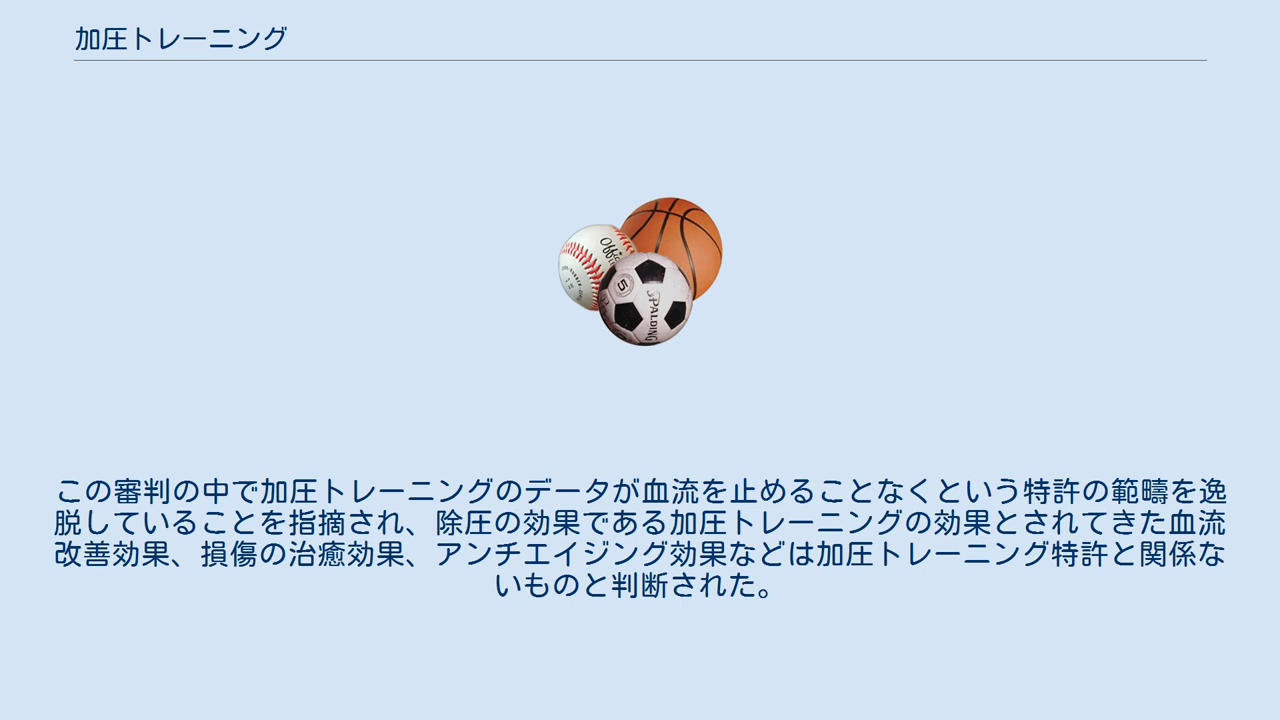 加圧トレーニング
Offici
5
SPALDING
この審判の中で加圧トレーニングのデータが血流を止めることなくという特許の範疇を逸
脱していることを指摘され、除圧の効果である加圧トレーニングの効果とされてきた血流
改善効果、損傷の治癒効果、アンチエイジング効果などは加圧トレーニング特許と関係な
いものと判断された。